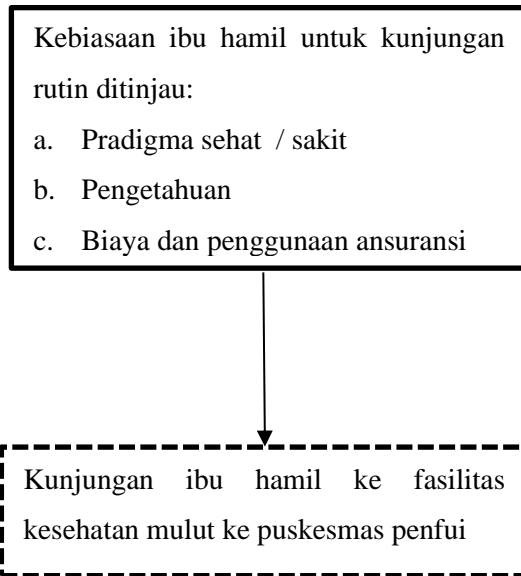 Kebiasaan ibu hamil untuk kunjungan
rutin ditinjau:
a. Pradigma sehat / sakit
b. Pengetahuan
c. Biaya dan penggunaan ansuransi
Kunjungan ibu hamil ke fasilitas
kesehatan mulut ke puskesmas penfui